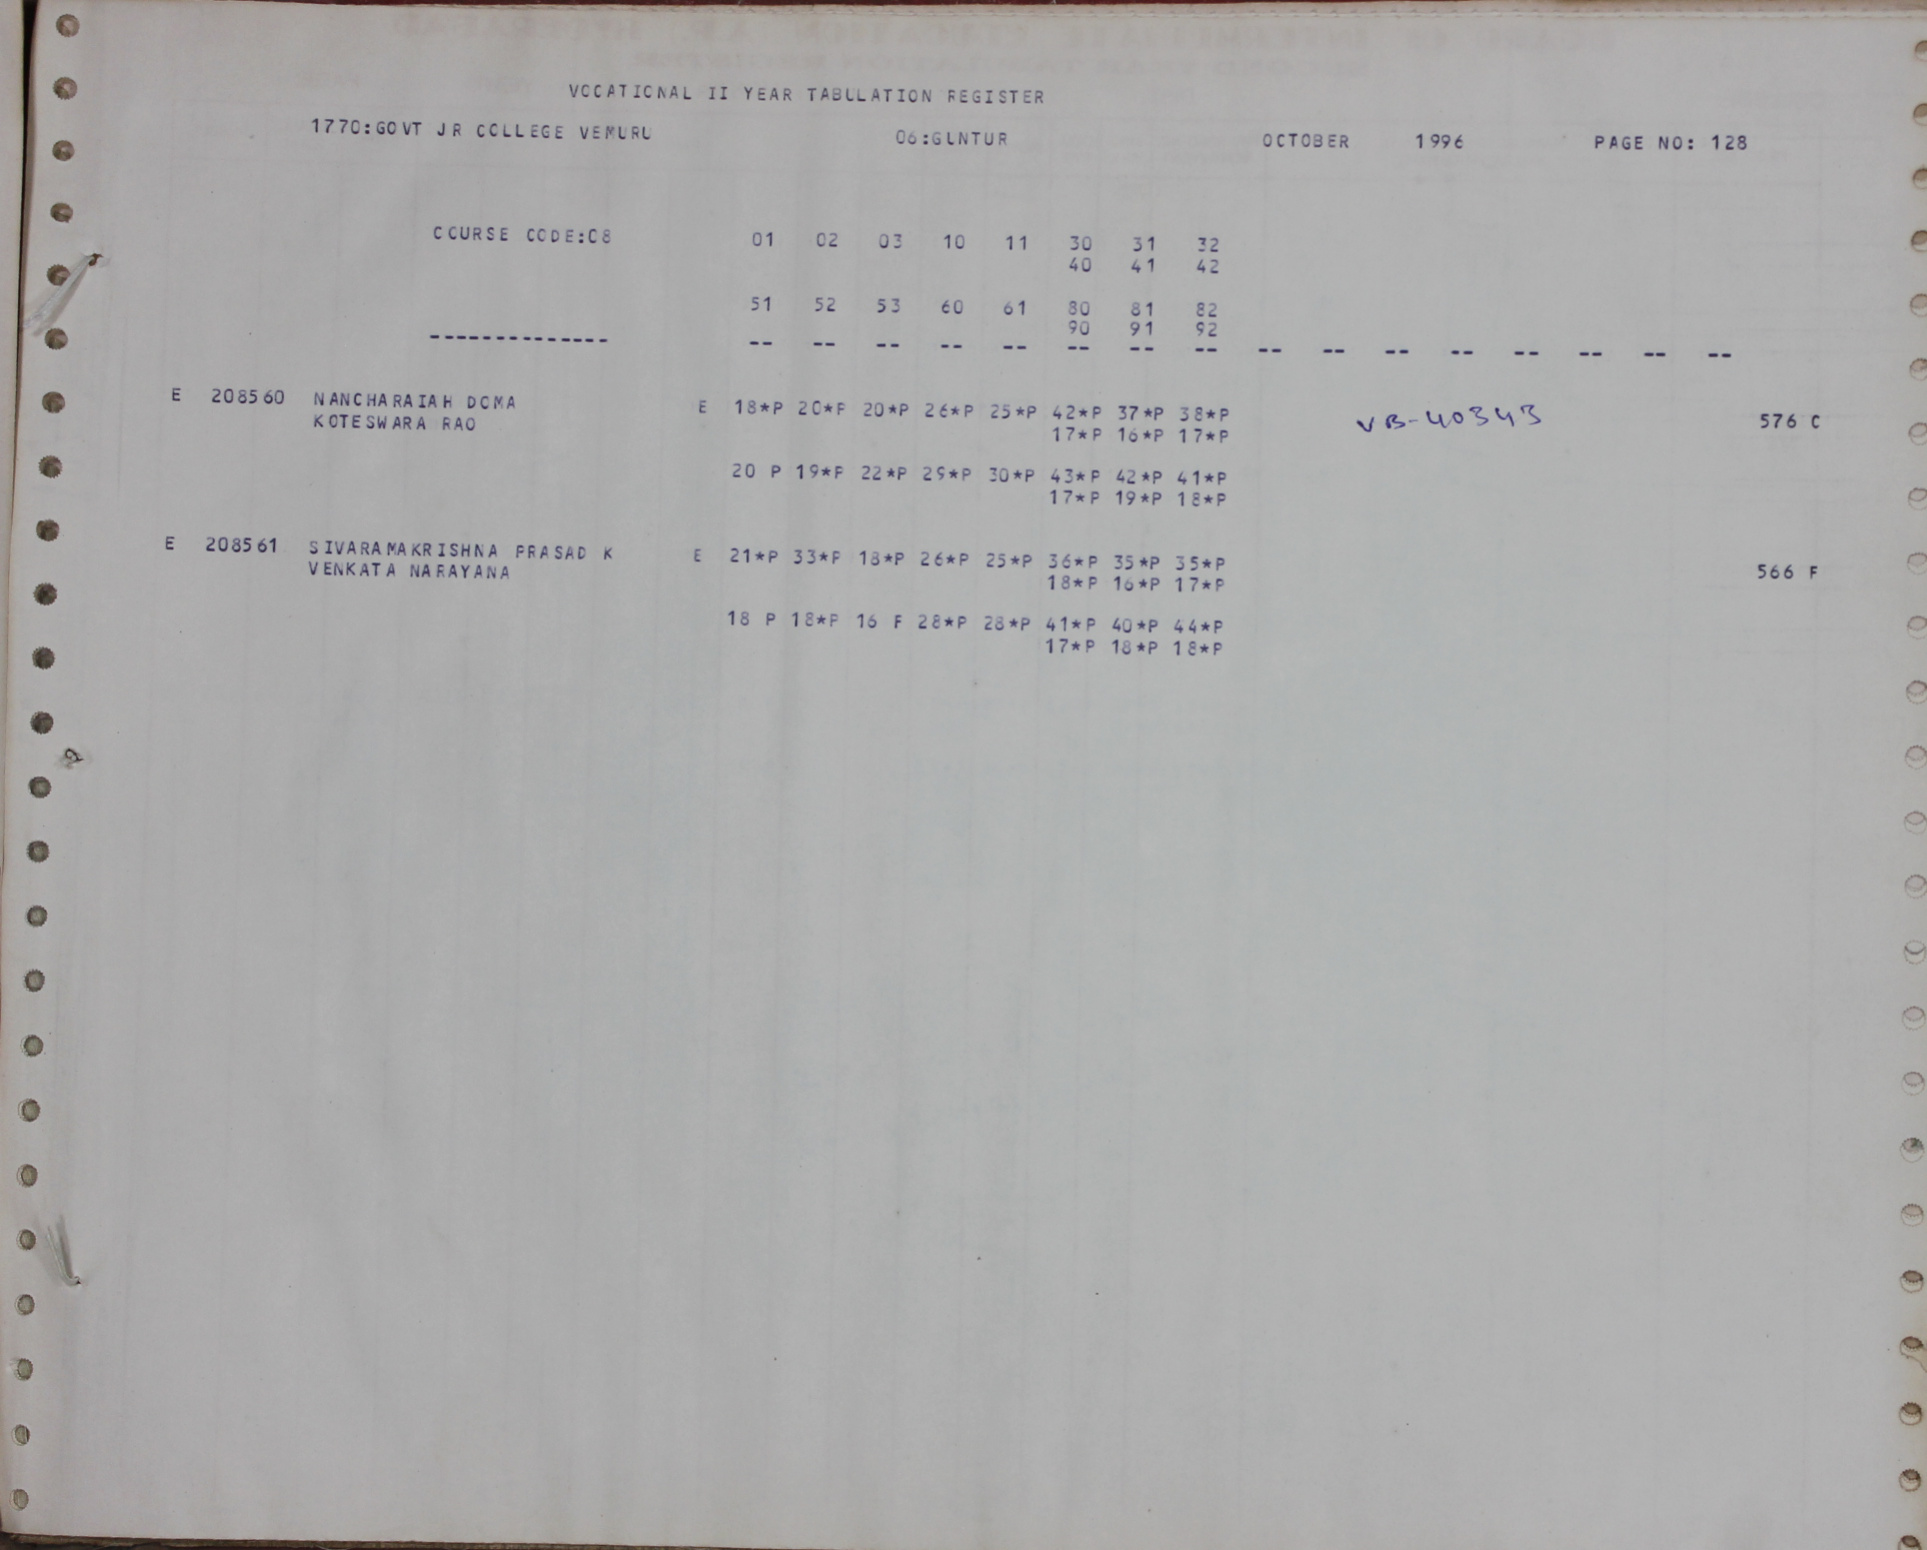 VOCATIONAL II YEAR TABULATION REGISTER
1770:GOVT JR COLLEGE VEMURU 06:GUNTUR OCTOBER 1996 PAGE NO: 128
COURSE CODE:08 01 02 03 10 11 30 31 32
40 41 42
51 52 53 60 61 80 81 82
90 91 92
-------------- -- -- -- -- -- -- -- -- -- -- -- -- -- -- -- --
E 208560 NANCHARAIAH DOMA E 18*P 20*P 20*P 26*P 25*P 42*P 37*P 38*P VB-40343 576 C
KOTESWARA RAO 17*P 16*P 17*P
20 P 19*P 22*P 29*P 30*P 43*P 42*P 41*P
17*P 19*P 18*P
E 208561 SIVARAMAKRISHNA PRASAD K E 21*P 33*P 18*P 26*P 25*P 36*P 35*P 35*P 566 F
VENKATA NARAYANA 18*P 16*P 17*P
18 P 18*P 16 F 28*P 28*P 41*P 40*P 44*P
17*P 18*P 18*P